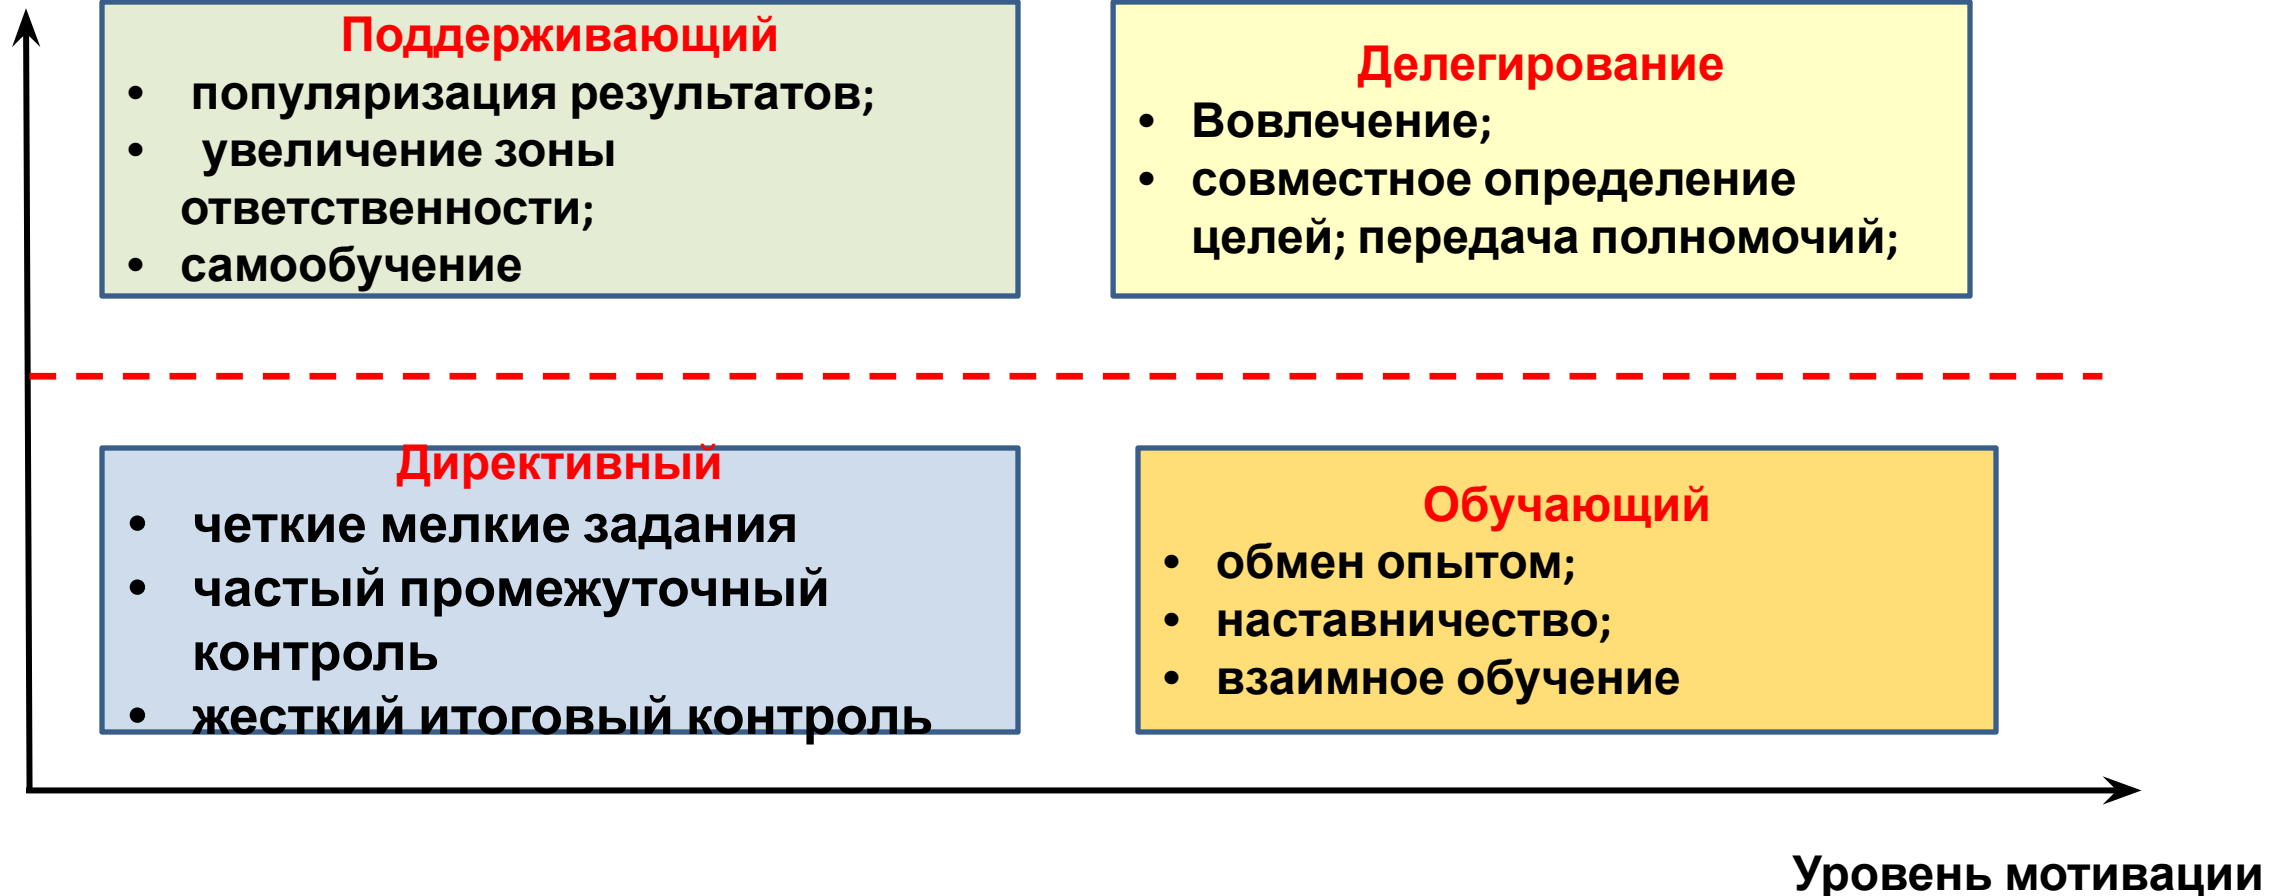 Поддерживающий
• популяризация результатов;
• увеличение зоны
ответственности;
• самообучение
Делегирование
• Вовлечение;
• совместное определение
целей; передача полномочий;
Директивный
• четкие мелкие задания
• частый промежуточный
контроль
• жесткий итоговый контроль
Обучающий
• обмен опытом;
• наставничество;
• взаимное обучение
Уровень мотивации